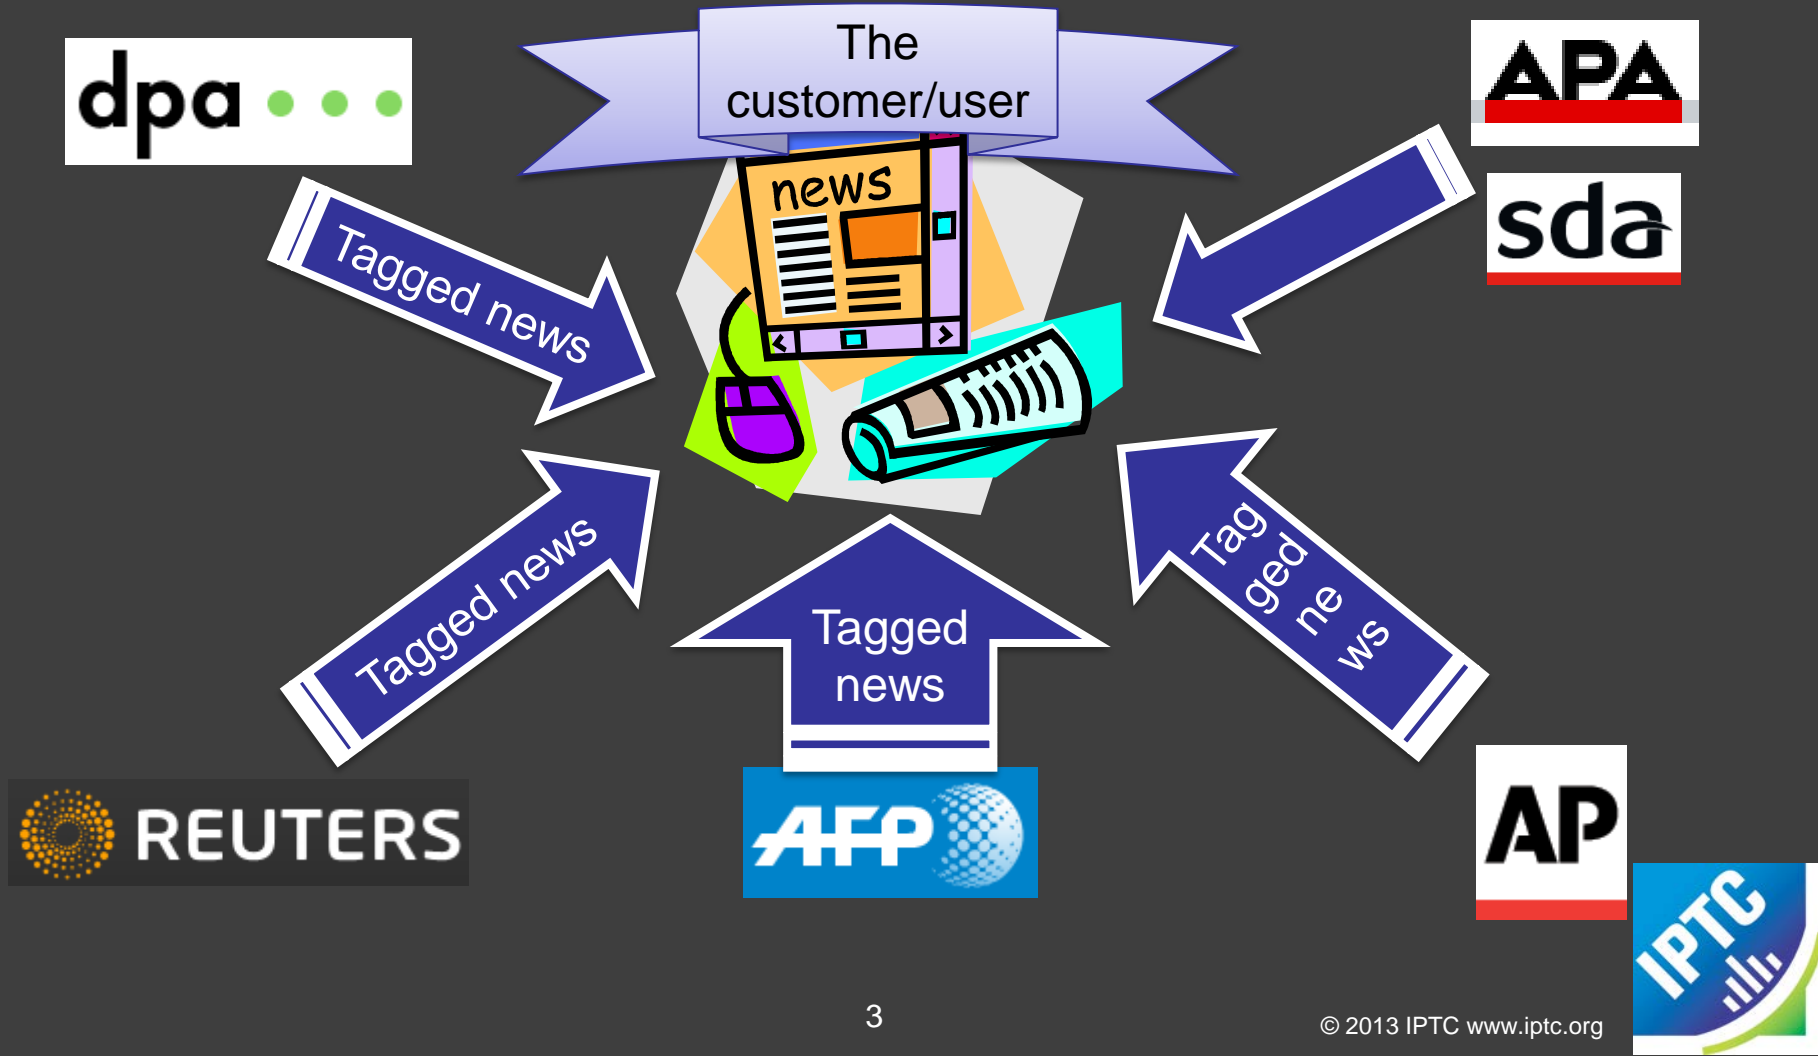 The
customer/user
dpa
APA
sda
news
Tagged news
Tagged news
Tagged
news
Tag
ged
ne
ws
REUTERS
AFP
AP
IPTC
3
© 2013 IPTC www.iptc.org